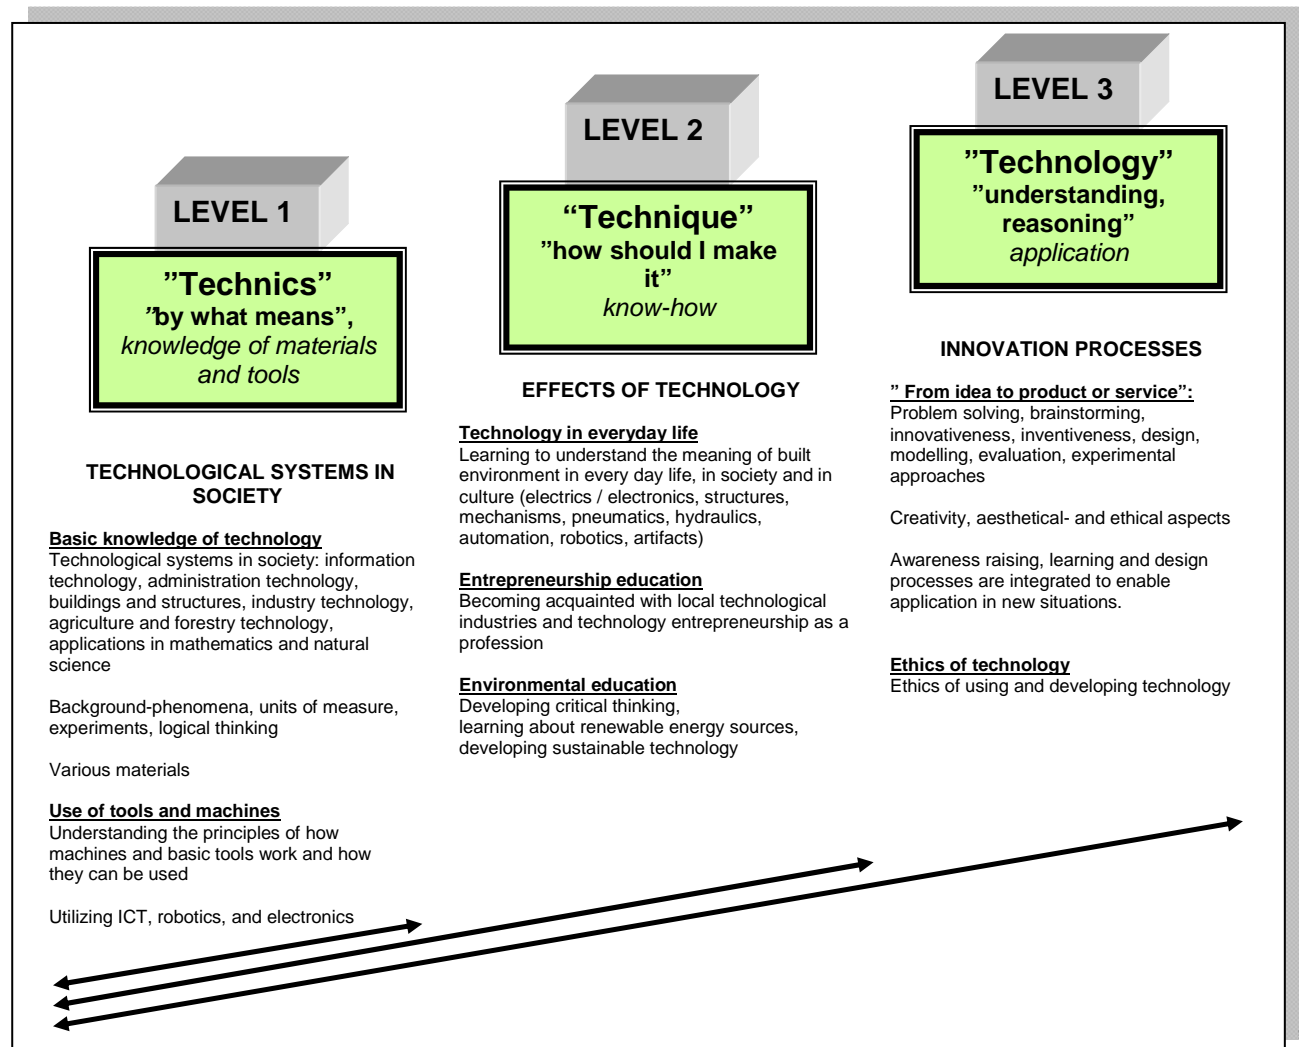 LEVEL 1
”Technics”
”by what means”,
knowledge of materials
and tools
TECHNOLOGICAL SYSTEMS IN
SOCIETY
Basic knowledge of technology
Technological systems in society: information
technology, administration technology,
buildings and structures, industry technology,
agriculture and forestry technology,
applications in mathematics and natural
science
Background-phenomena, units of measure,
experiments, logical thinking
Various materials
Use of tools and machines
Understanding the principles of how
machines and basic tools work and how
they can be used
Utilizing ICT, robotics, and electronics
LEVEL 2
“Technique”
”how should I make
it”
know-how
EFFECTS OF TECHNOLOGY
Technology in everyday life
Learning to understand the meaning of built
environment in every day life, in society and in
culture (electrics / electronics, structures,
mechanisms, pneumatics, hydraulics,
automation, robotics, artifacts)
Entrepreneurship education
Becoming acquainted with local technological
industries and technology entrepreneurship as a
profession
Environmental education
Developing critical thinking,
learning about renewable energy sources,
developing sustainable technology
LEVEL 3
”Technology”
”understanding,
reasoning”
application
INNOVATION PROCESSES
” From idea to product or service”:
Problem solving, brainstorming,
innovativeness, inventiveness, design,
modelling, evaluation, experimental
approaches
Creativity, aesthetical- and ethical aspects
Awareness raising, learning and design
processes are integrated to enable
application in new situations.
Ethics of technology
Ethics of using and developing technology